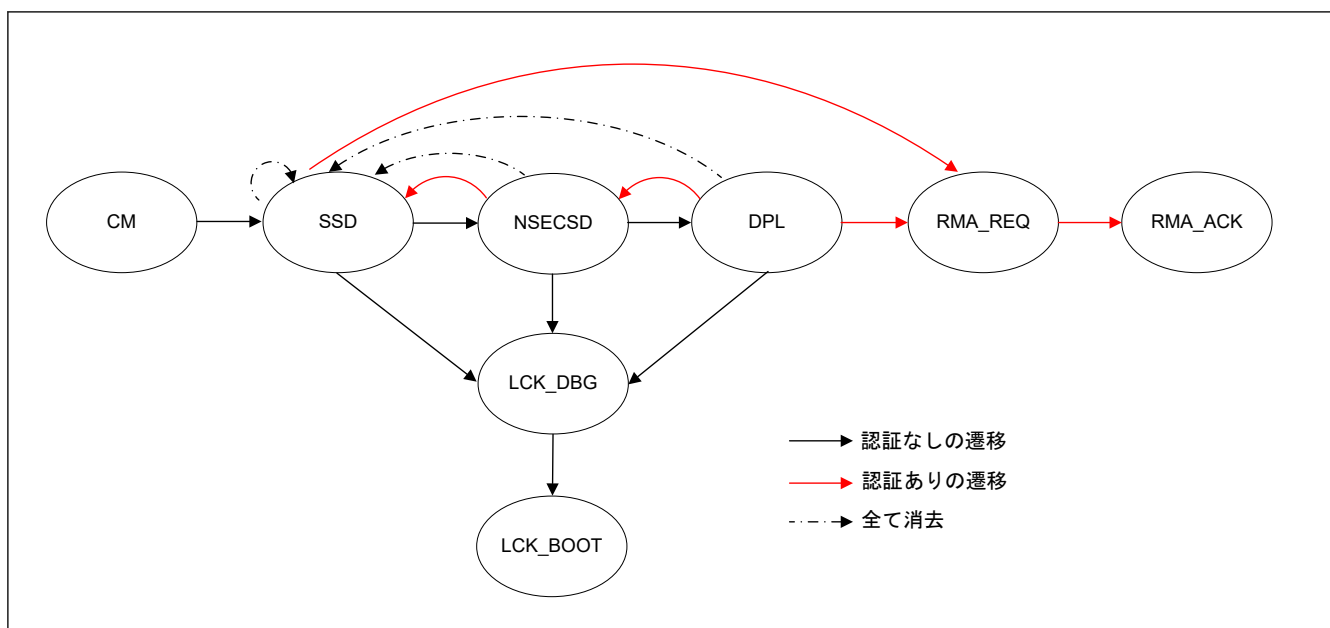 CM
SSD
NSECSD
DPL
RMA_REQ
RMA_ACK
LCK_DBG
認証なしの遷移
認証ありの遷移
全て消去
LCK_BOOT